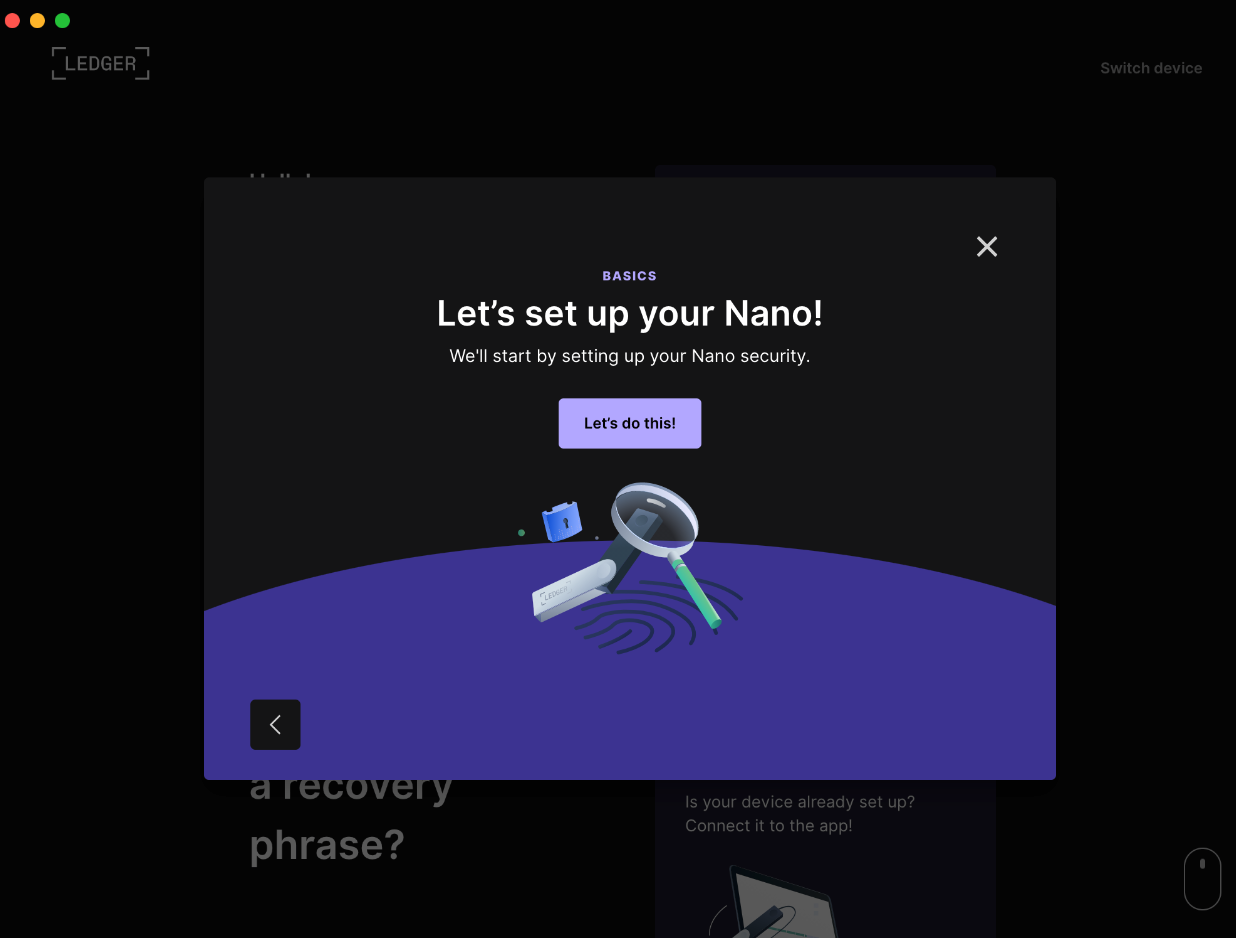 LEDGER
Switch device
BASICS
Let’s set up your Nano!
We'll start by setting up your Nano security.
Let’s do this!
LEDGER
a recovery
phrase?
Is your device already set up?
Connect it to the app!